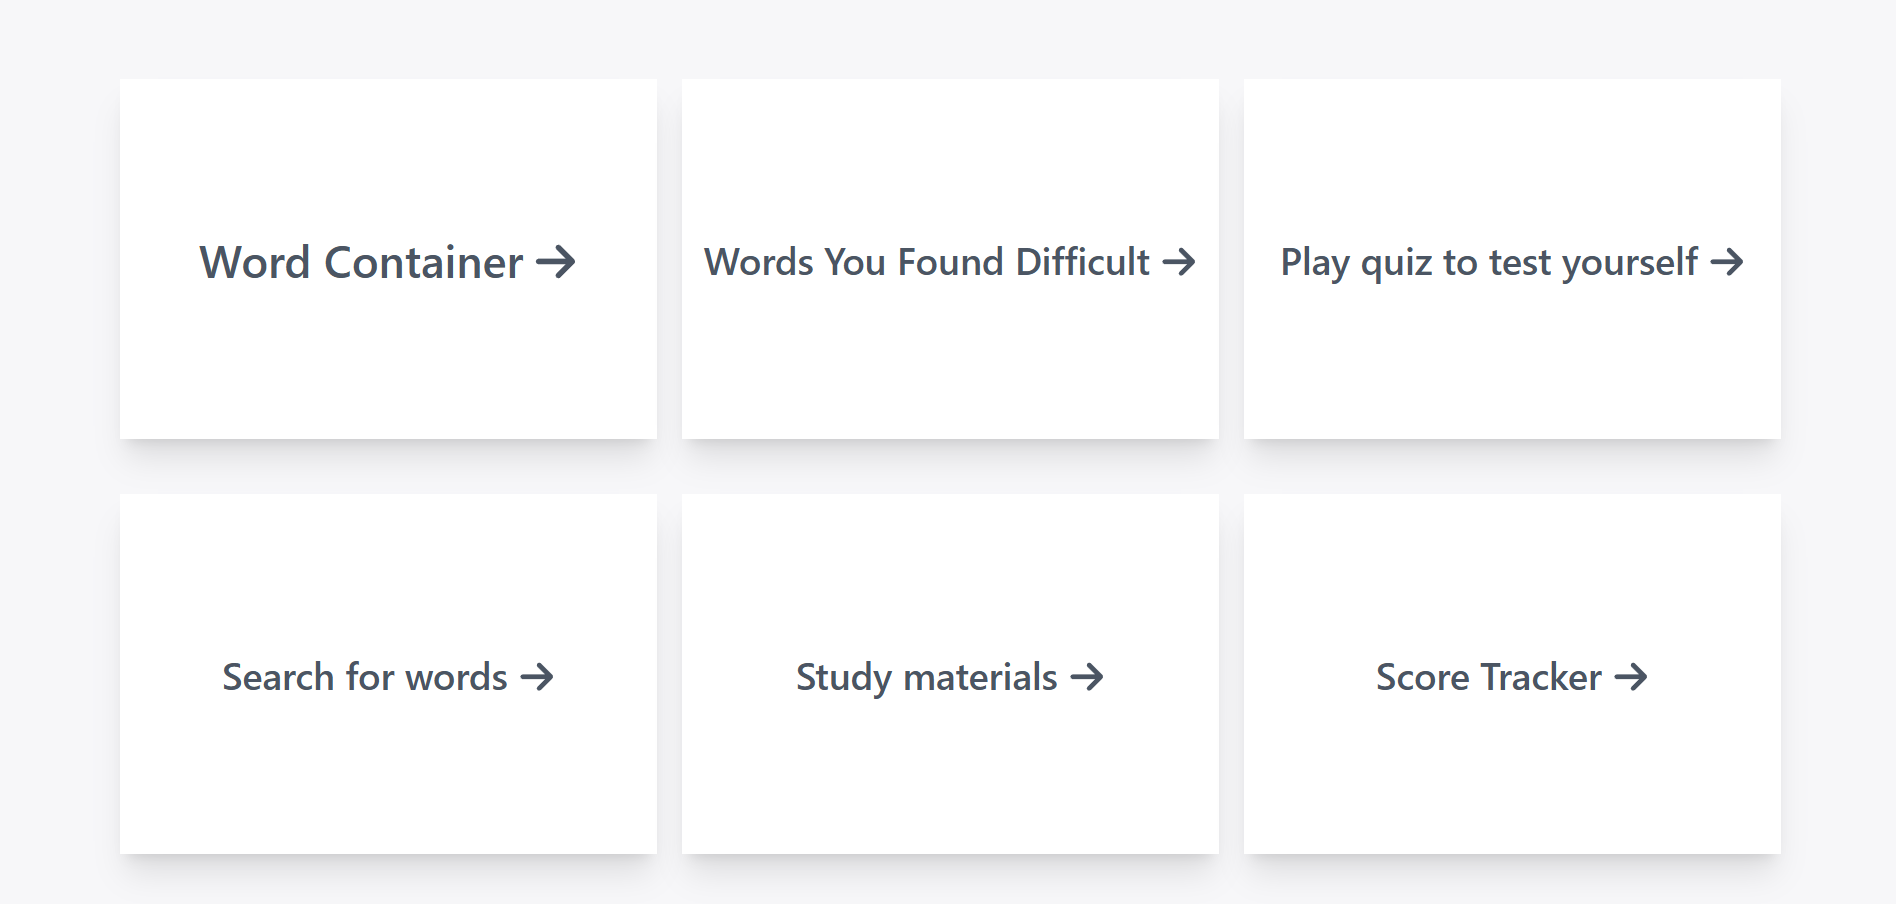 Word Container →
Words You Found Difficult →
Play quiz to test yourself →
Search for words →
Study materials →
Score Tracker →